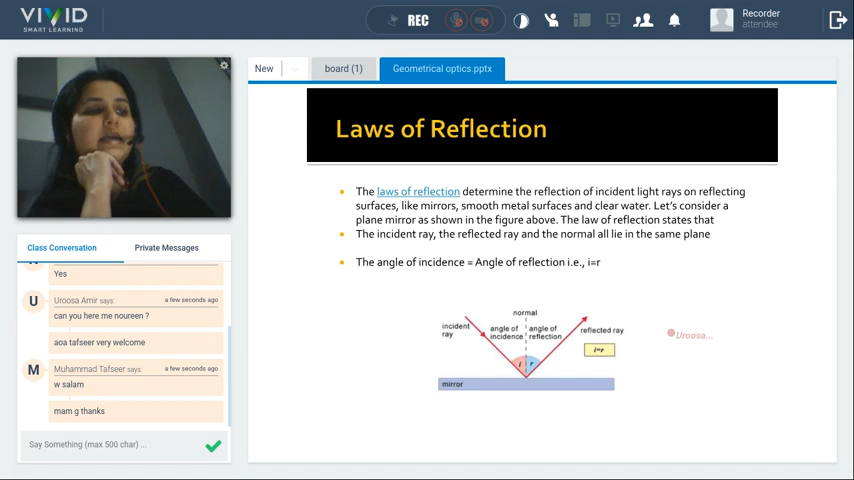 VIVID
SMART LEARNING
REC
Recorder
attendee
New
board (1)
Geometrical optics.pptx
Laws of Reflection
The laws of reflection determine the reflection of incident light rays on reflecting
surfaces, like mirrors, smooth metal surfaces and clear water. Let's consider a
plane mirror as shown in the figure above. The law of reflection states that
The incident ray, the reflected ray and the normal all lie in the same plane
The angle of incidence = Angle of reflection i.e., i=r
normal
incident
ray
angle of
incidence
angle of
reflection
reflected ray
i=r
i
r
mirror
Uroosa...
Class Conversation
Private Messages
Yes
U
Uroosa Amir says:
a few seconds ago
can you here me noureen ?
aoa tafseer very welcome
M
Muhammad Tafseer says:
a few seconds ago
w salam
mam g thanks
Say Something (max 500 char) ...